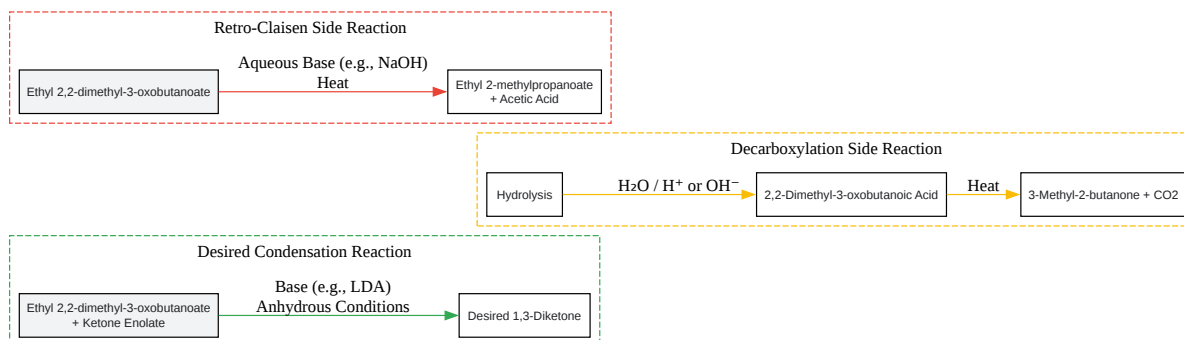 Retro-Claisen Side Reaction
Ethyl 2,2-dimethyl-3-oxobutanoate
Aqueous Base (e.g., NaOH)
Heat
Ethyl 2-methylpropanoate
+ Acetic Acid
Decarboxylation Side Reaction
Hydrolysis
H₂O / H⁺ or OH⁻
2,2-Dimethyl-3-oxobutanoic Acid
Heat
3-Methyl-2-butanone + CO2
Desired Condensation Reaction
Ethyl 2,2-dimethyl-3-oxobutanoate
+ Ketone Enolate
Base (e.g., LDA)
Anhydrous Conditions
Desired 1,3-Diketone